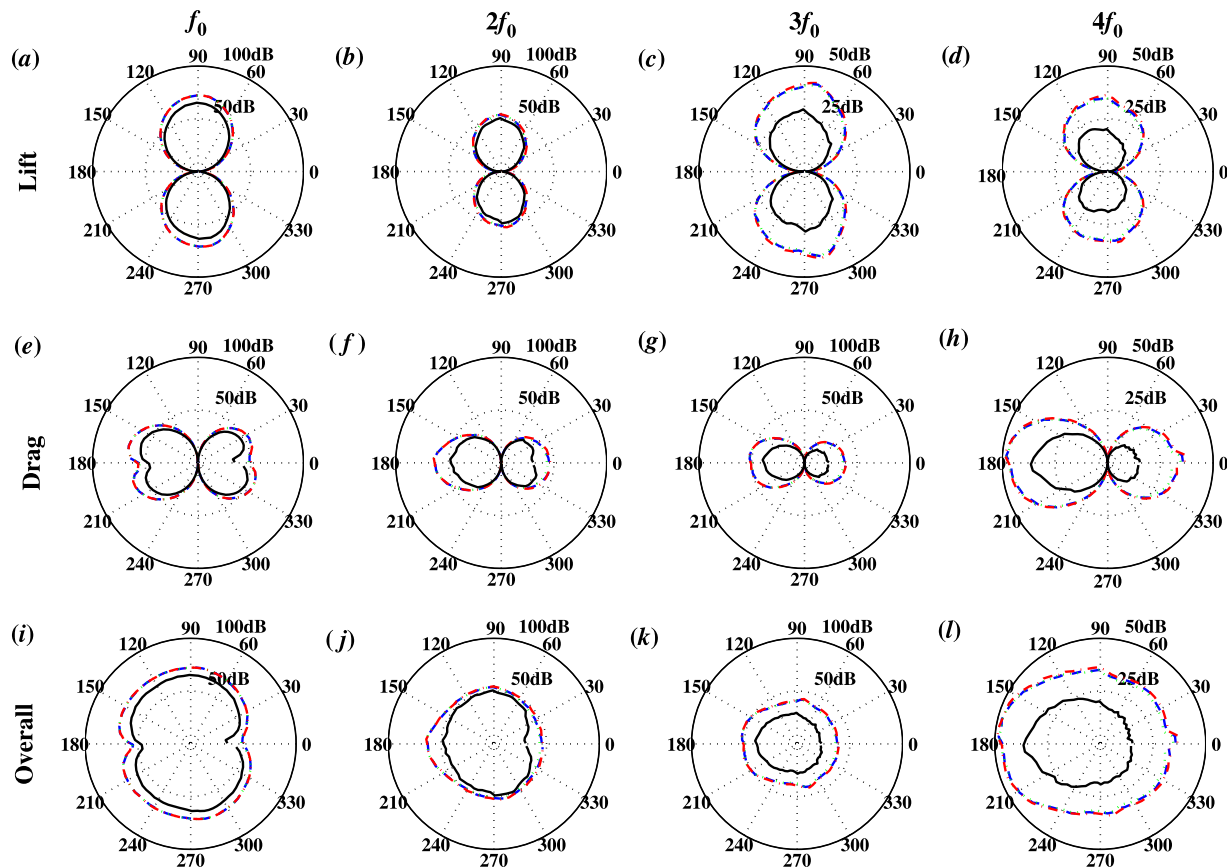 f0 2f0 3f0 4f0
(a) 90 100dB (b) 90 100dB (c) 90 50dB (d) 90 50dB
120 60 120 60 120 60 120 60
150 50dB 30 150 50dB 30 150 25dB 30 150 25dB 30
Lift 180 0 180 0 180 0 180 0
210 330 210 330 210 330 210 330
240 300 240 300 240 300 240 300
270 270 270 270
(e) 90 100dB (f) 90 100dB (g) 90 100dB (h) 90 50dB
120 60 120 60 120 60 120 60
150 50dB 30 150 50dB 30 150 50dB 30 150 25dB 30
Drag 180 0 180 0 180 0 180 0
210 330 210 330 210 330 210 330
240 300 240 300 240 300 240 300
270 270 270 270
(i) 90 100dB (j) 90 100dB (k) 90 100dB (l) 90 50dB
120 60 120 60 120 60 120 60
150 50dB 30 150 50dB 30 150 50dB 30 150 25dB 30
Overall 180 0 180 0 180 0 180 0
210 330 210 330 210 330 210 330
240 300 240 300 240 300 240 300
270 270 270 270